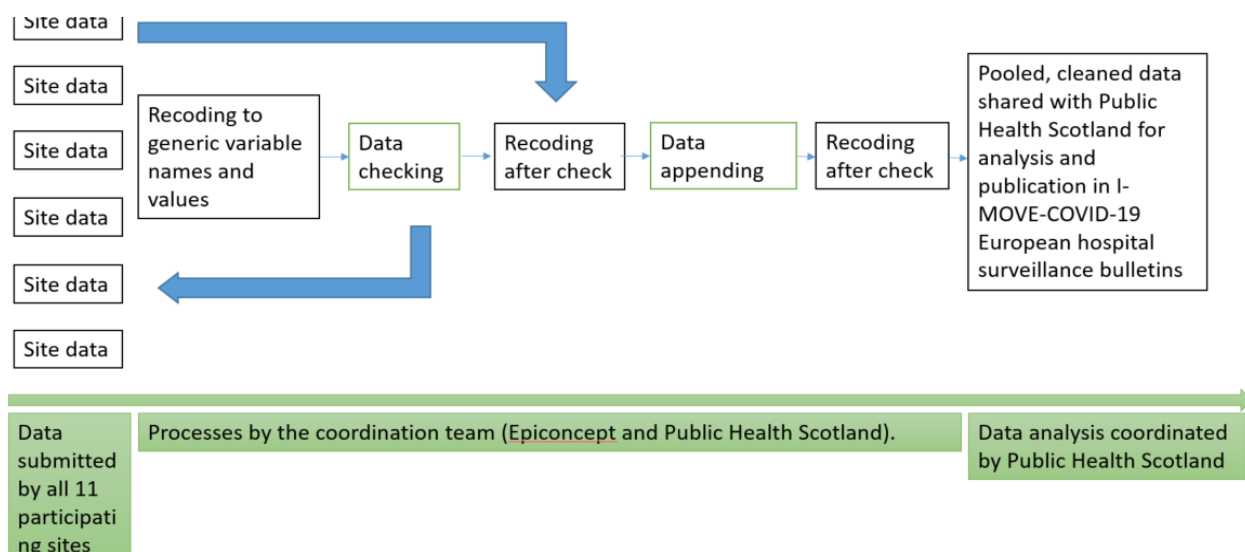 Site data
Site data
Site data
Site data
Site data
Site data
Recoding to
generic variable
names and
values
Data
checking
Recoding
after check
Data
appending
Recoding
after check
Pooled, cleaned data
shared with Public
Health Scotland for
analysis and
publication in I-
MOVE-COVID-19
European hospital
surveillance bulletins
Data
submitted
by all 11
participati
ng sites
Processes by the coordination team (Epiconcept and Public Health Scotland).
Data analysis coordinated
by Public Health Scotland